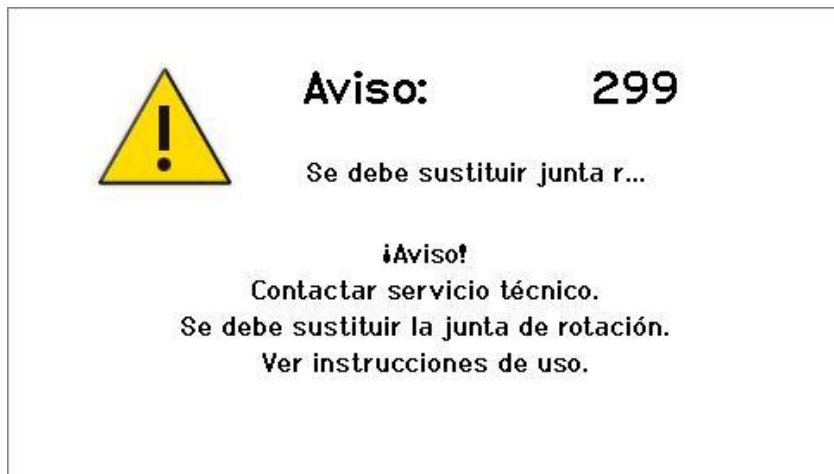 Aviso: 299
Se debe sustituir junta r...
¡Aviso!
Contactar servicio técnico.
Se debe sustituir la junta de rotación.
Ver instrucciones de uso.